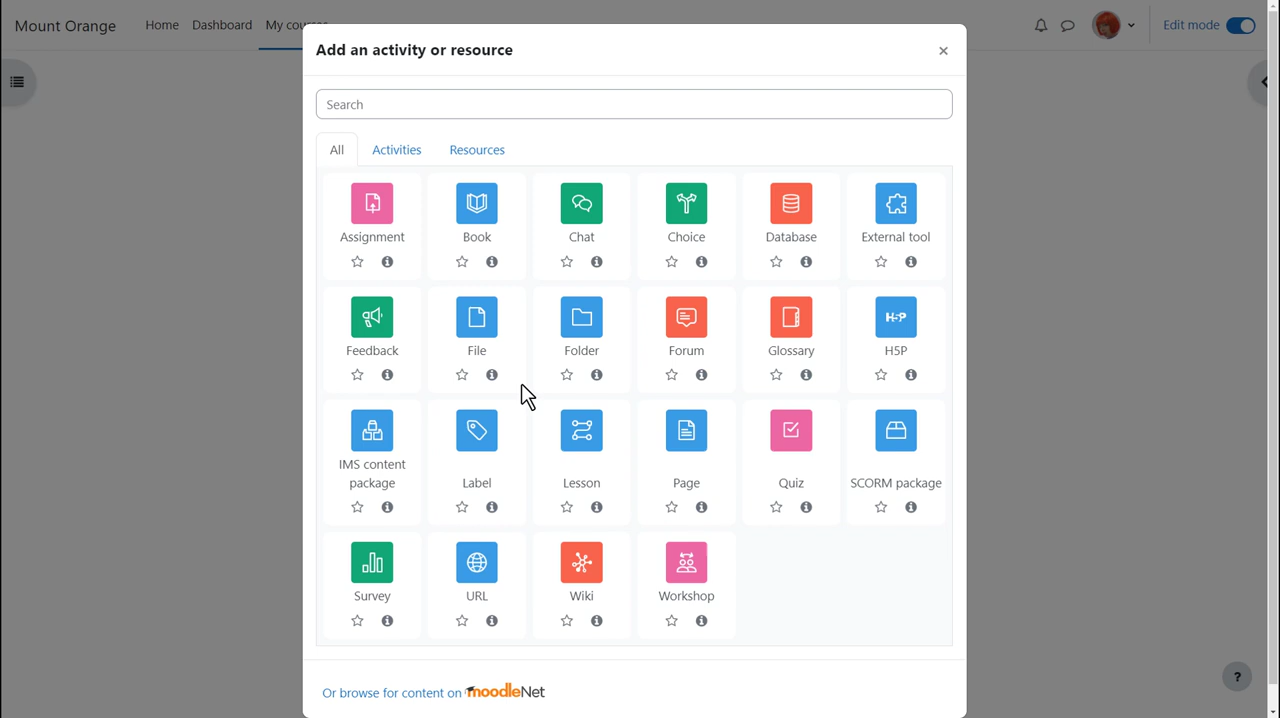 Mount Orange
Home
Dashboard
My cou
Edit mode
Add an activity or resource
Search
All
Activities
Resources
Assignment
Book
Chat
Choice
Database
External tool
Feedback
File
Folder
Forum
Glossary
H5P
H5P
IMS content
package
Label
Lesson
Page
Quiz
SCORM package
Survey
URL
Wiki
Workshop
Or browse for content on moodleNet
?